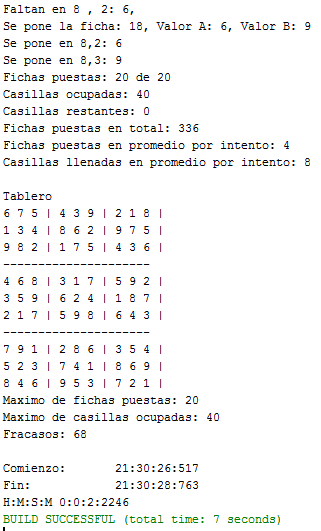 Faltan en 8 , 2: 6,
Se pone la ficha: 18, Valor A: 6, Valor B: 9
Se pone en 8,2: 6
Se pone en 8,3: 9
Fichas puestas: 20 de 20
Casillas ocupadas: 40
Casillas restantes: 0
Fichas puestas en total: 336
Fichas puestas en promedio por intento: 4
Casillas llenadas en promedio por intento: 8
Tablero
6 7 5 | 4 3 9 | 2 1 8 |
1 3 4 | 8 6 2 | 9 7 5 |
9 8 2 | 1 7 5 | 4 3 6 |
---------------------
4 6 8 | 3 1 7 | 5 9 2 |
3 5 9 | 6 2 4 | 1 8 7 |
2 1 7 | 5 9 8 | 6 4 3 |
---------------------
7 9 1 | 2 8 6 | 3 5 4 |
5 2 3 | 7 4 1 | 8 6 9 |
8 4 6 | 9 5 3 | 7 2 1 |
Maximo de fichas puestas: 20
Maximo de casillas ocupadas: 40
Fracasos: 68
Comienzo: 21:30:26:517
Fin: 21:30:28:763
H:M:S:M 0:0:2:2246
BUILD SUCCESSFUL (total time: 7 seconds)